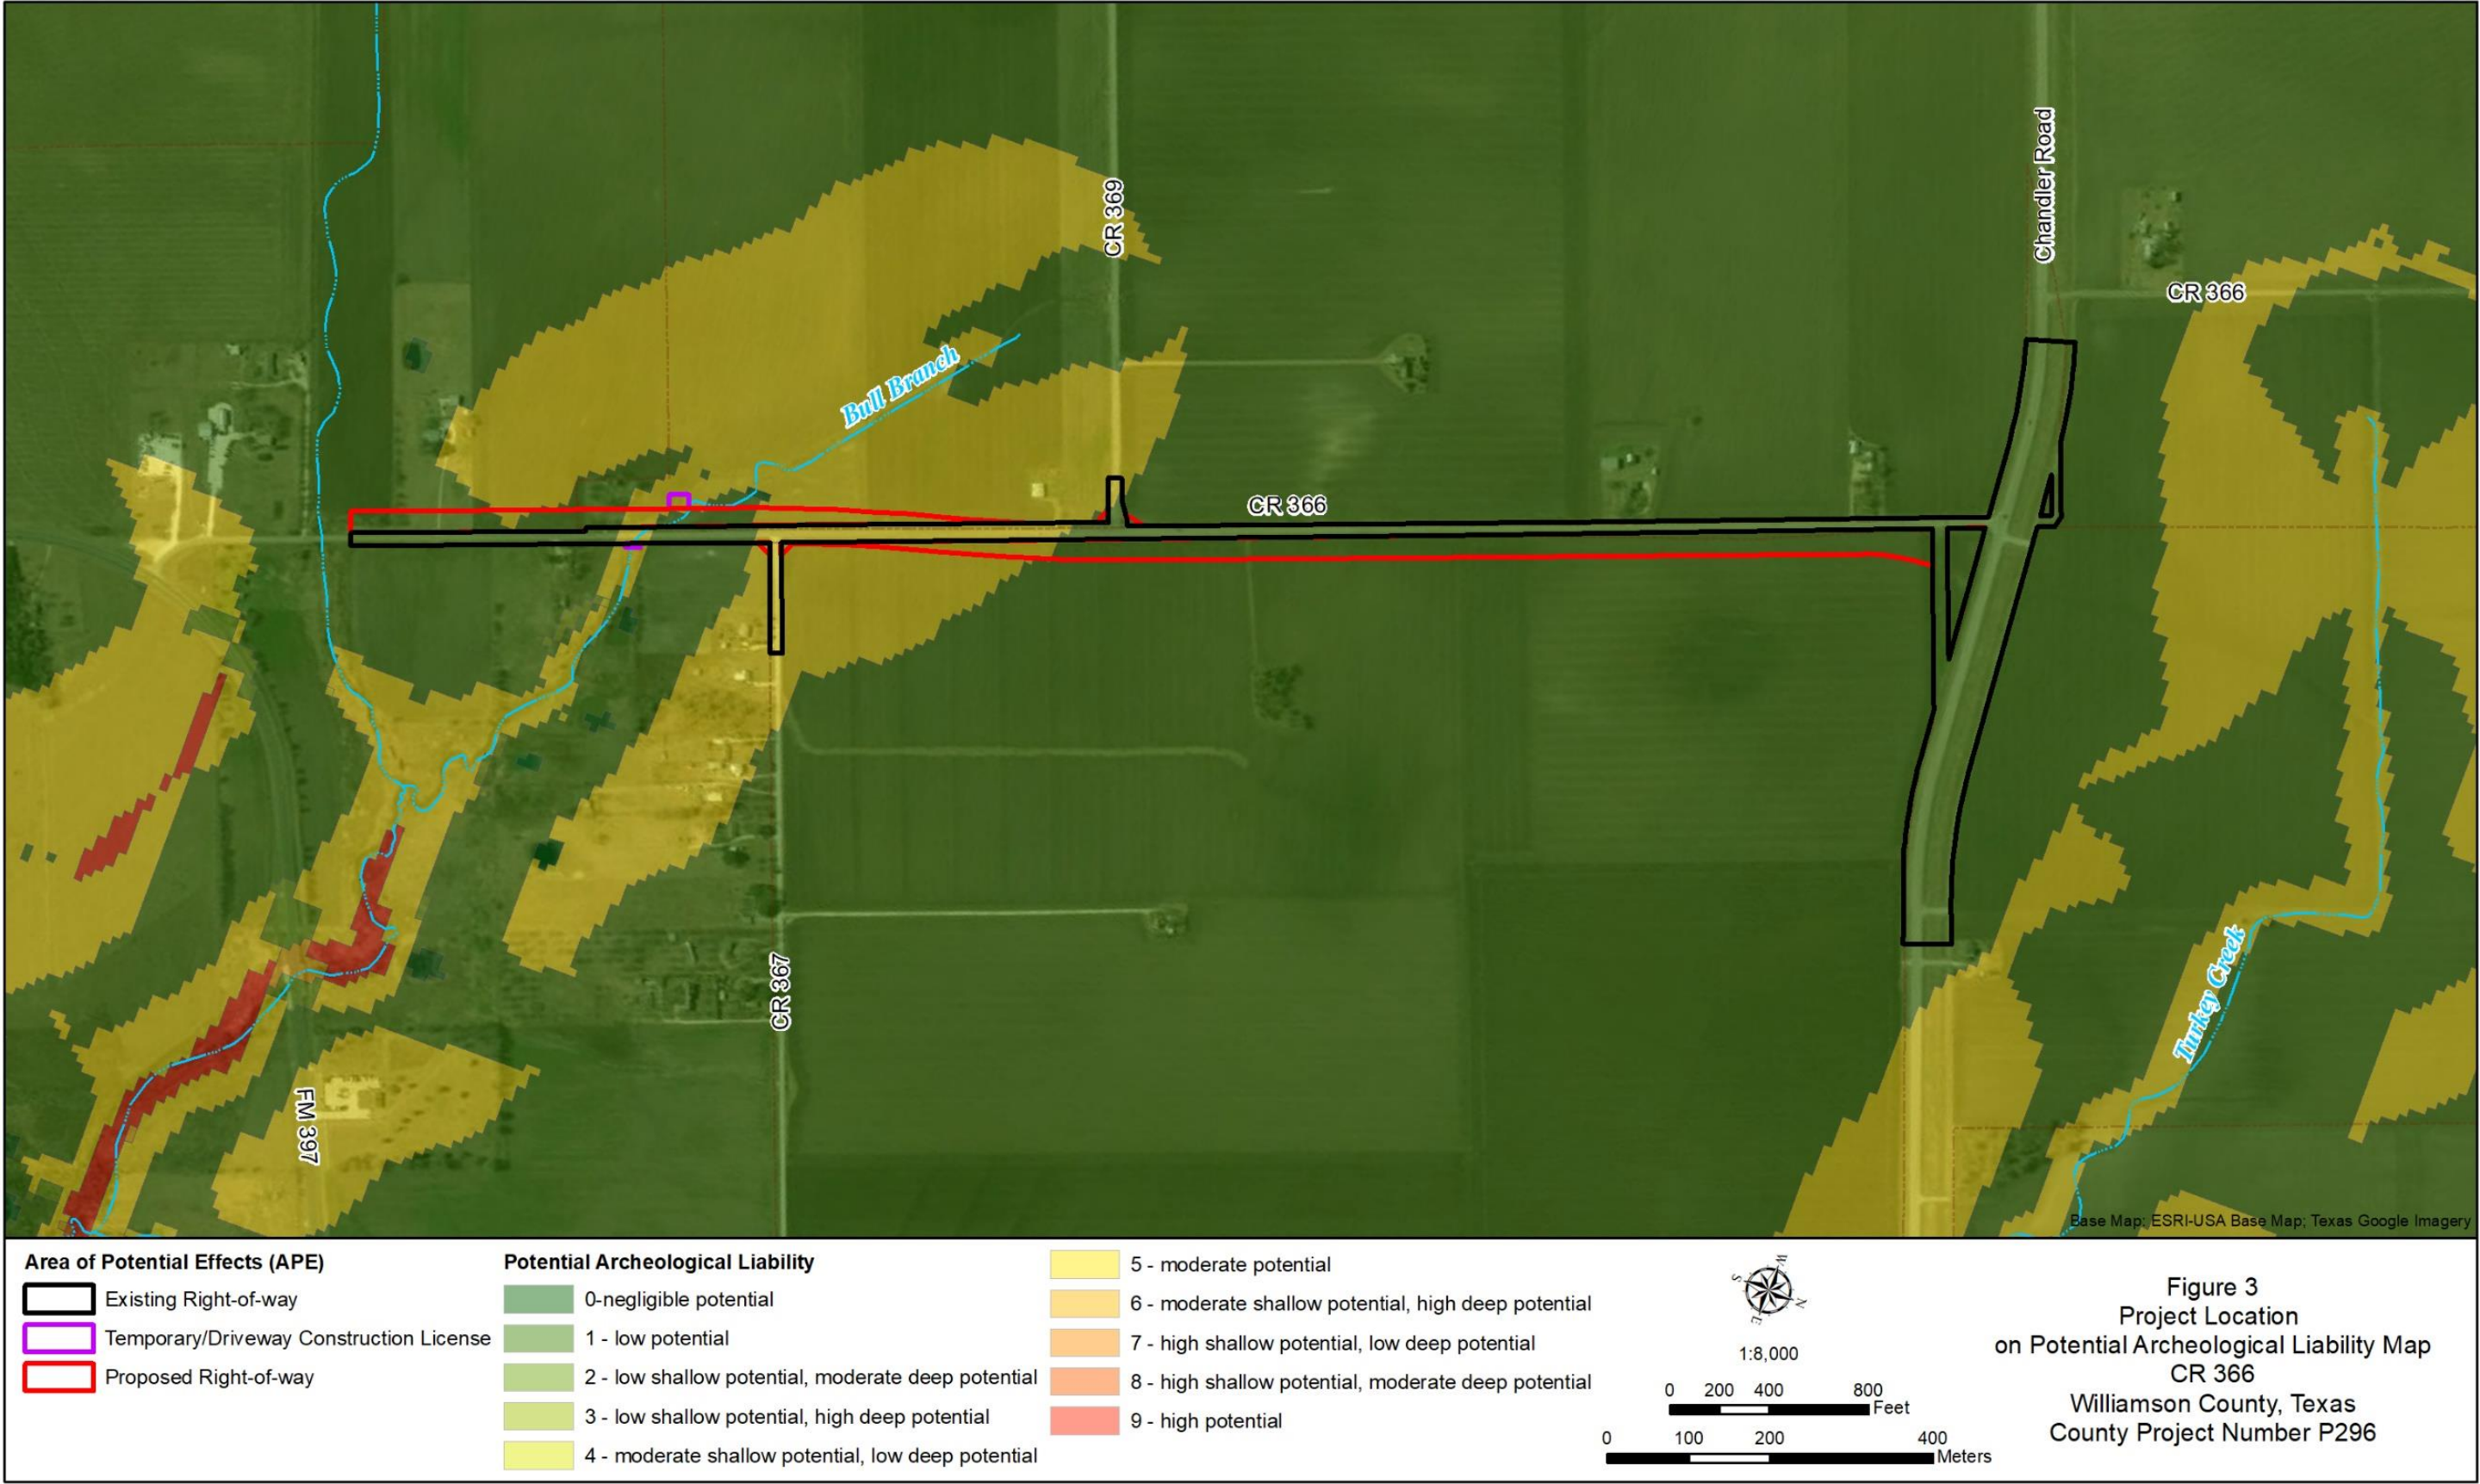 Chandler Road
CR 369
CR 366
Bull Branch
CR 366
Turkey Creek
CR 367
FM 397
Base Map: ESRI-USA Base Map; Texas Google Imagery
Area of Potential Effects (APE)
Existing Right-of-way
Temporary/Driveway Construction License
Proposed Right-of-way
Potential Archeological Liability
0-negligible potential
1 - low potential
2 - low shallow potential, moderate deep potential
3 - low shallow potential, high deep potential
4 - moderate shallow potential, low deep potential
5 - moderate potential
6 - moderate shallow potential, high deep potential
7 - high shallow potential, low deep potential
8 - high shallow potential, moderate deep potential
9 - high potential
W
S
N
E
1:8,000
0 200 400 800
Feet
0 100 200 400
Meters
Figure 3
Project Location
on Potential Archeological Liability Map
CR 366
Williamson County, Texas
County Project Number P296